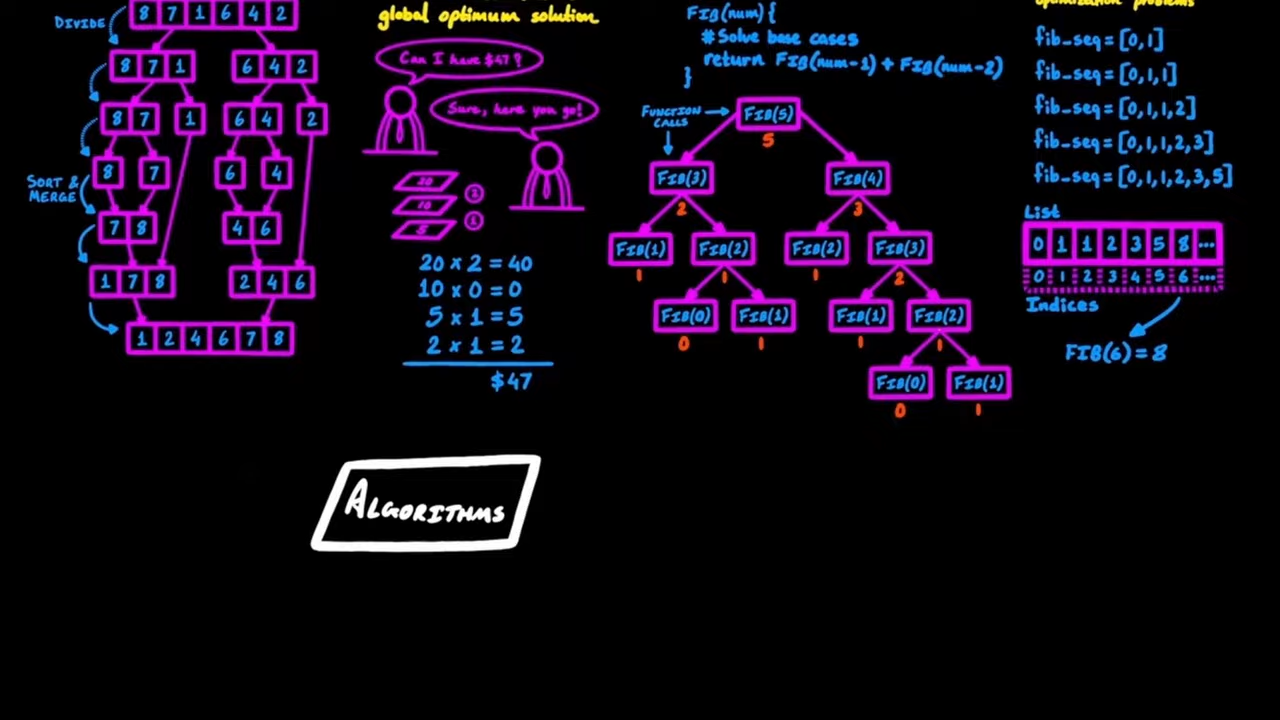 DIVIDE
8 7 1 6 4 2
8 7 1
6 4 2
8 7
1
6 4
2
8
7
6
4
SORT &
MERGE
7 8
4 6
1 7 8
2 4 6
1 2 4 6 7 8
global optimum solution
Can I have $47?
Sure, here you go!
20
10
5
2
1
20 x 2 = 40
10 x 0 = 0
5 x 1 = 5
2 x 1 = 2
$47
FIB(num) {
# Solve base cases
return FIB(num-1) + FIB(num-2)
}
FUNCTION
CALLS
FIB(5)
5
FIB(3)
FIB(4)
2
3
FIB(1)
FIB(2)
FIB(2)
FIB(3)
1
1
1
2
FIB(0)
FIB(1)
FIB(1)
FIB(2)
0
1
1
1
FIB(0)
FIB(1)
0
1
optimization problems
fib_seq = [0,1]
fib_seq = [0,1,1]
fib_seq = [0,1,1,2]
fib_seq = [0,1,1,2,3]
fib_seq = [0,1,1,2,3,5]
List
0 1 1 2 3 5 8 ...
0 1 2 3 4 5 6 ...
Indices
FIB(6) = 8
ALGORITHMS